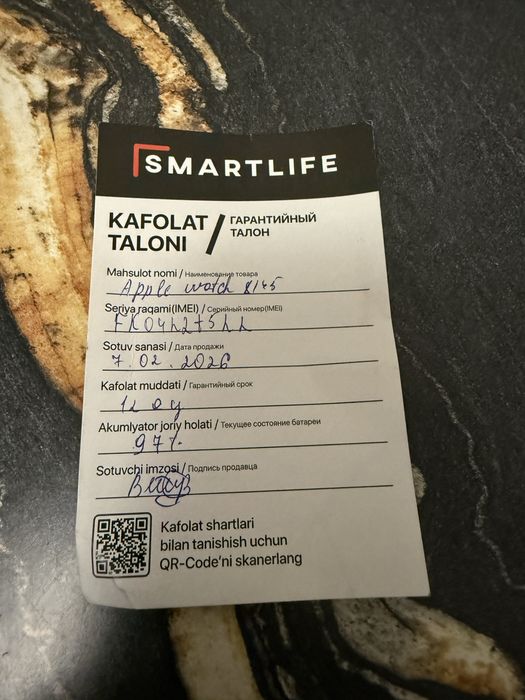 SMARTLIFE
KAFOLAT TALONI / ГАРАНТИЙНЫЙ ТАЛОН
Mahsulot nomi / Наименование товара
Apple watch 8/45
Seriya raqami(IMEI) / Серийный номер(IMEI)
Sotuv sanasi / Дата продажи
7.02.2026
Kafolat muddati / Гарантийный срок
12 oy
Akumlyator joriy holati / Текущее состояние батареи
97%
Sotuvchi imzosi / Подпись продавца
Kafolat shartlari
bilan tanishish uchun
QR-Code'ni skanerlang